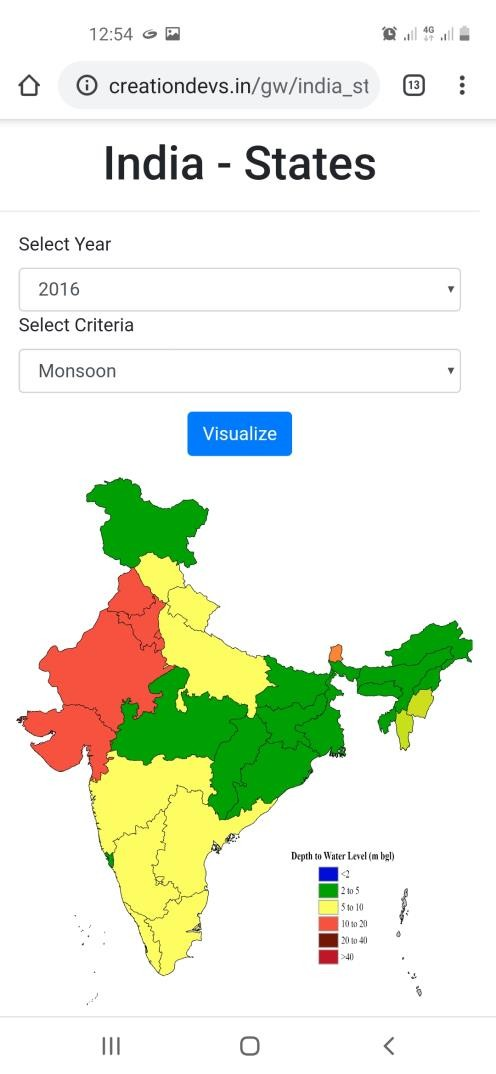 12:54
4G
creationdevs.in/gw/india_st
13
India - States
Select Year
2016
Select Criteria
Monsoon
Visualize
Depth to Water Level (m bgl)
<2
2 to 5
5 to 10
10 to 20
20 to 40
>40